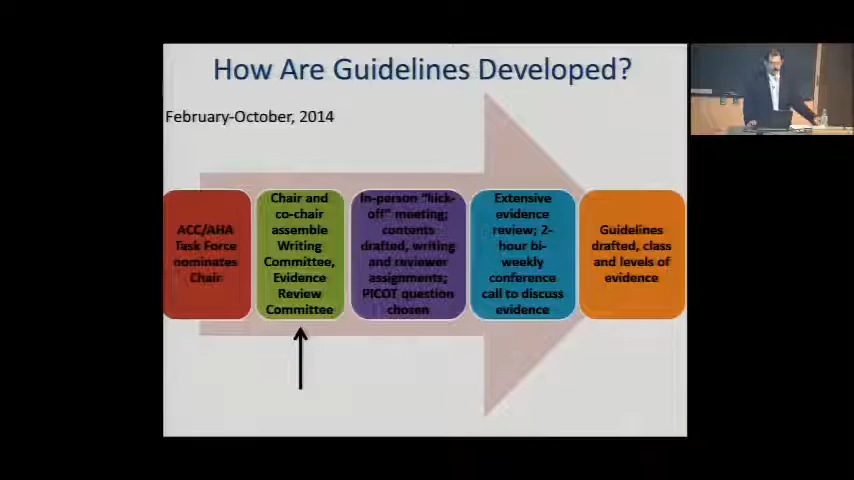 How Are Guidelines Developed?
February-October, 2014
ACC/AHA
Task Force
nominates
Chair
Chair and
co-chair
assemble
Writing
Committee,
Evidence
Review
Committee
In-person “kick-
off” meeting;
contents
drafted, writing
and reviewer
assignments;
PICOT question
chosen
Extensive
evidence
review; 2-
hour bi-
weekly
conference
call to discuss
evidence
Guidelines
drafted, class
and levels of
evidence